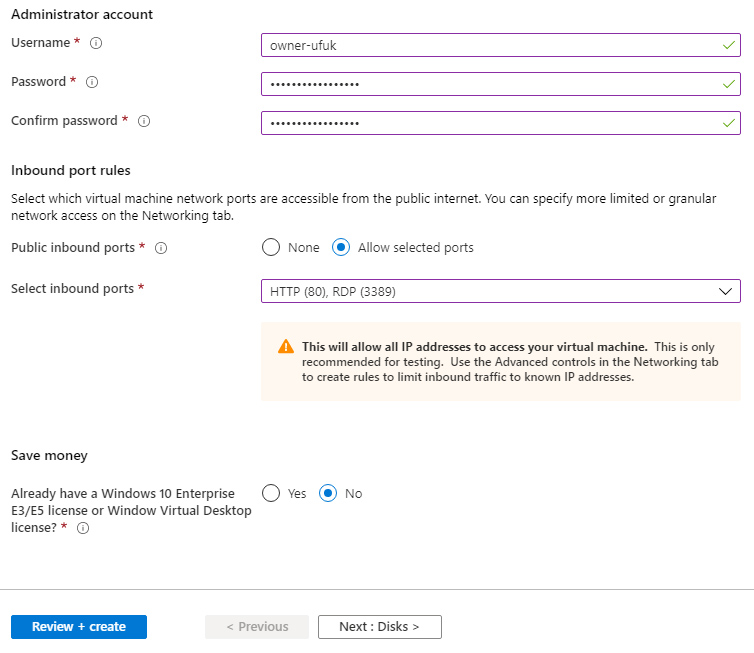 Administrator account
Username *
owner-ufuk
Password *
•••••••••••••••••
Confirm password *
•••••••••••••••••
Inbound port rules
Select which virtual machine network ports are accessible from the public internet. You can specify more limited or granular
network access on the Networking tab.
Public inbound ports *
None
Allow selected ports
Select inbound ports *
HTTP (80), RDP (3389)
This will allow all IP addresses to access your virtual machine. This is only
recommended for testing. Use the Advanced controls in the Networking tab
to create rules to limit inbound traffic to known IP addresses.
Save money
Already have a Windows 10 Enterprise
E3/E5 license or Window Virtual Desktop
license? *
Yes
No
Review + create
< Previous
Next : Disks >